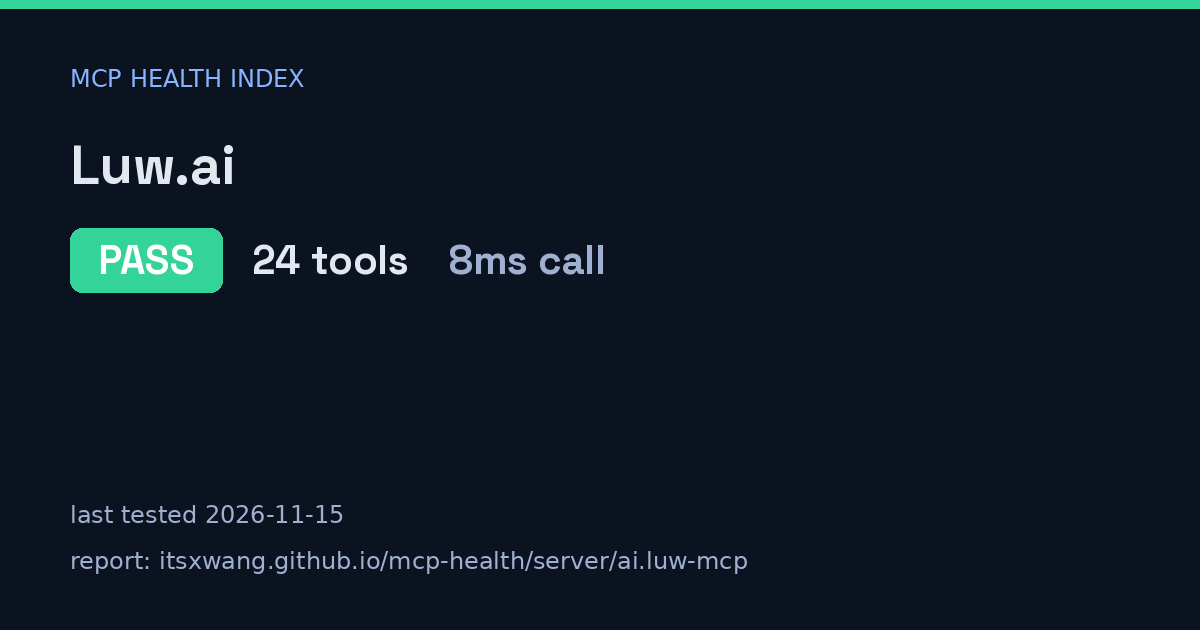 MCP HEALTH INDEX
Luw.ai
PASS 24 tools 8ms call
last tested 2026-11-15
report: itsxwang.github.io/mcp-health/server/ai.luw-mcp